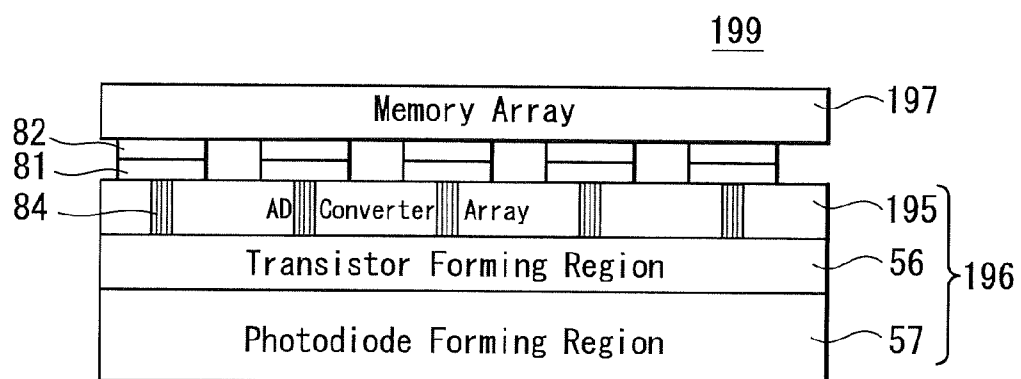 199
Memory Array
197
82
81
84
AD Converter Array
195
Transistor Forming Region
56
196
Photodiode Forming Region
57